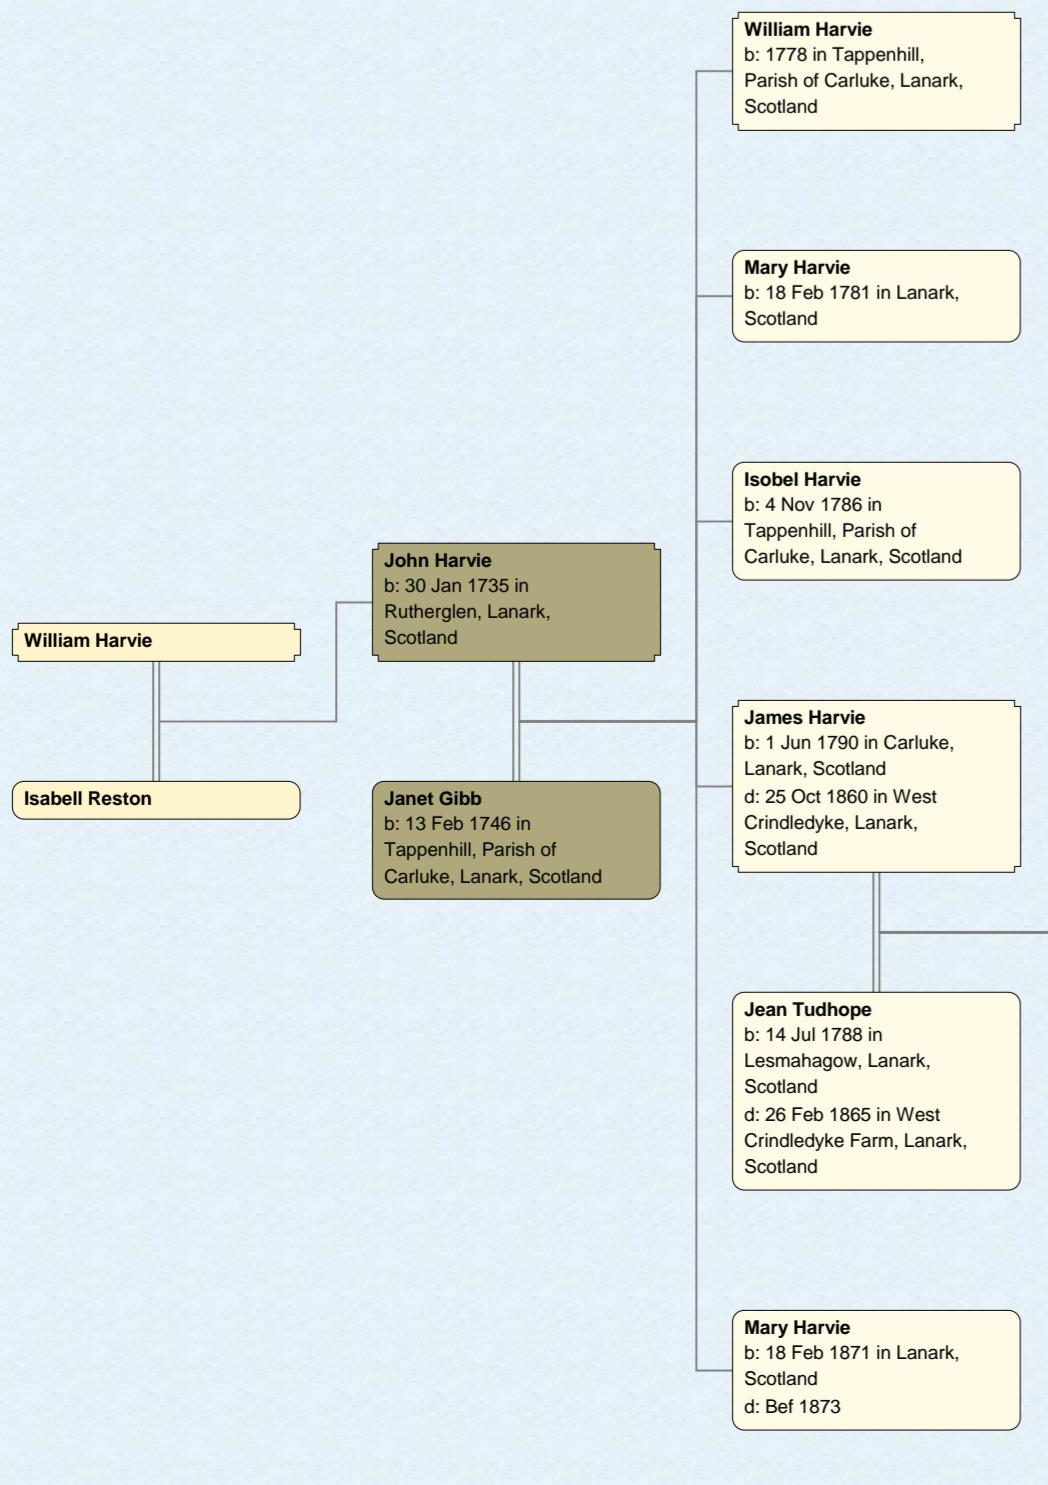 William Harvie
b: 1778 in Tappenhill,
Parish of Carluke, Lanark,
Scotland
Mary Harvie
b: 18 Feb 1781 in Lanark,
Scotland
Isobel Harvie
b: 4 Nov 1786 in
Tappenhill, Parish of
Carluke, Lanark, Scotland
John Harvie
b: 30 Jan 1735 in
Rutherglen, Lanark,
Scotland
William Harvie
Isabell Reston
Janet Gibb
b: 13 Feb 1746 in
Tappenhill, Parish of
Carluke, Lanark, Scotland
James Harvie
b: 1 Jun 1790 in Carluke,
Lanark, Scotland
d: 25 Oct 1860 in West
Crindledyke, Lanark,
Scotland
Jean Tudhope
b: 14 Jul 1788 in
Lesmahagow, Lanark,
Scotland
d: 26 Feb 1865 in West
Crindledyke Farm, Lanark,
Scotland
Mary Harvie
b: 18 Feb 1871 in Lanark,
Scotland
d: Bef 1873